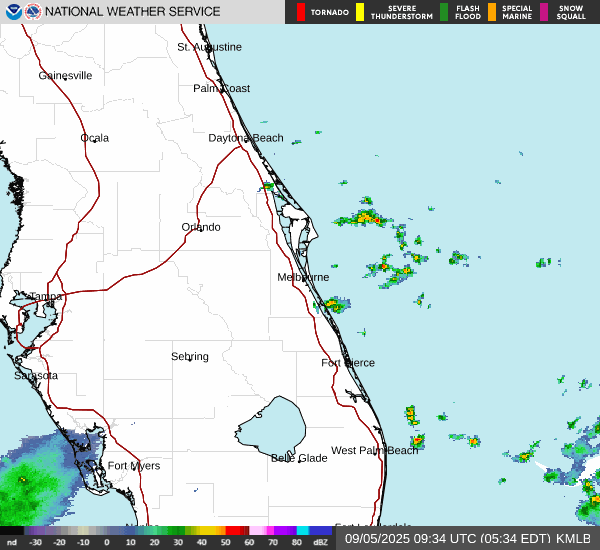 NATIONAL WEATHER SERVICE
TORNADO
SEVERE
THUNDERSTORM
FLASH
FLOOD
SPECIAL
MARINE
SNOW
SQUALL
St. Augustine
Gainesville
Palm Coast
Ocala
Daytona Beach
Orlando
Melbourne
Tampa
Sebring
Fort Pierce
Sarasota
West Palm Beach
Belle Glade
Fort Myers
Fort Lauderdale
nd -30 -20 -10 0 10 20 30 40 50 60 70 80 dBZ
09/05/2025 09:34 UTC (05:34 EDT) KMLB